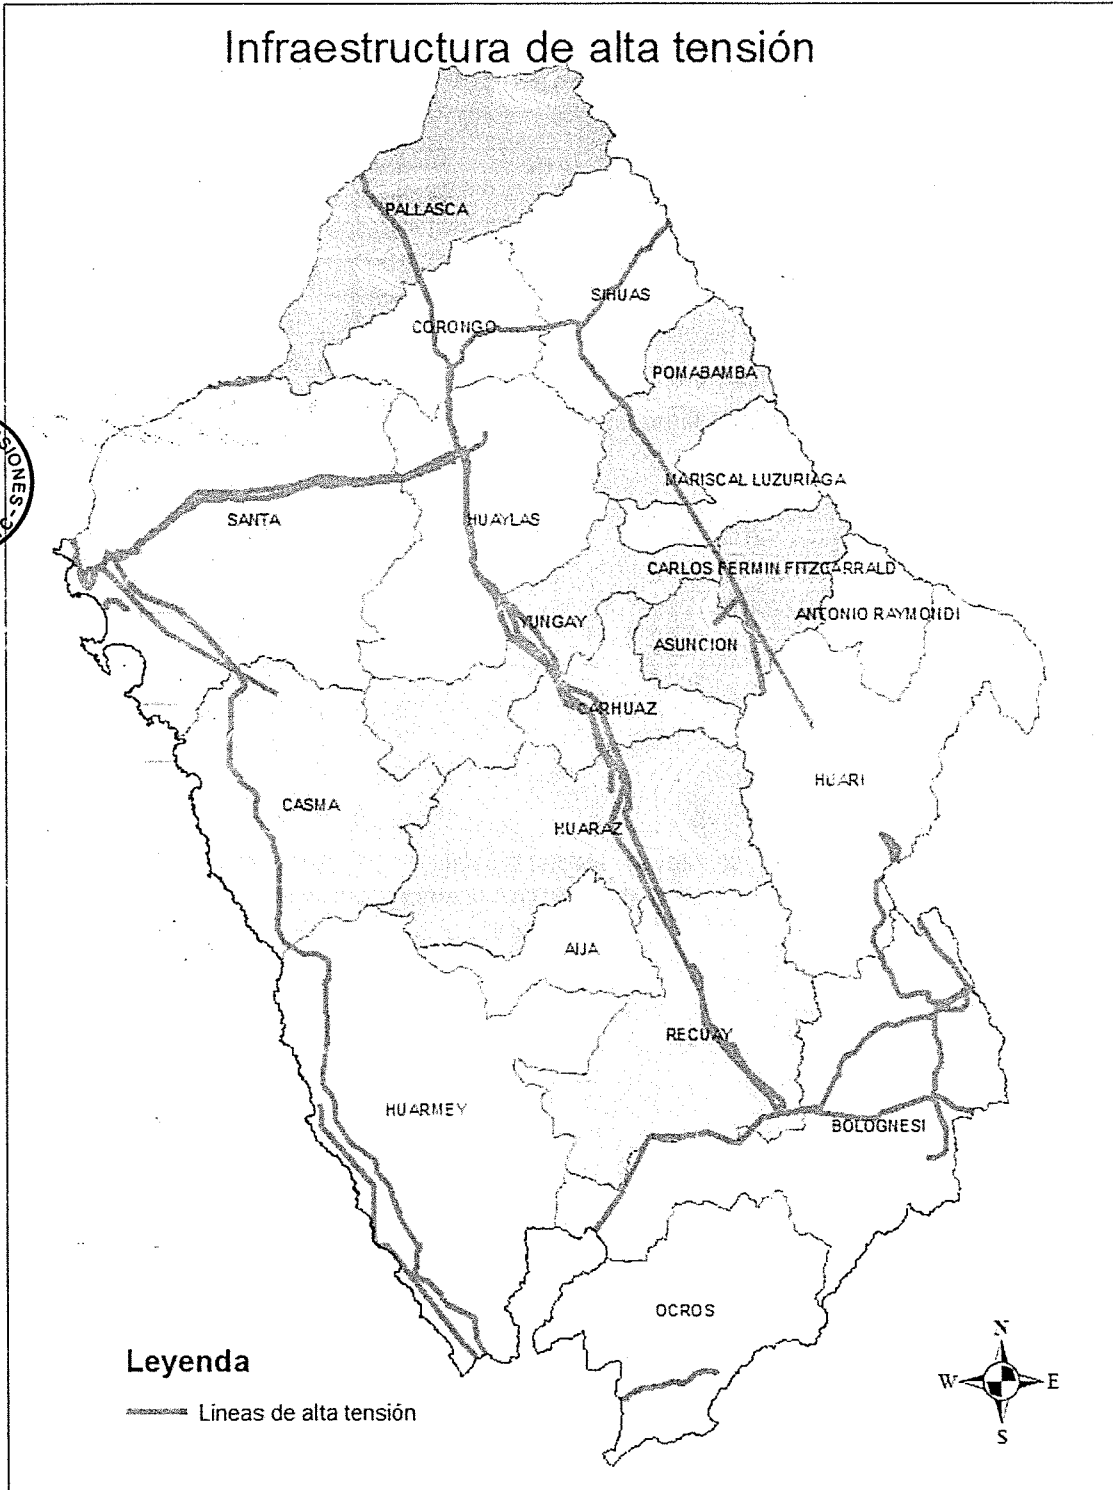 Infraestructura de alta tensión
PALLASCA
SIHUAS
CORONGO
POMABAMBA
MARISCAL LUZURIAGA
SANTA
HUAYLAS
CARLOS FERMIN FITZCARRALD
ANTONIO RAYMONDI
YUNGAY
ASUNCION
CARHUAZ
HUARI
CASMA
HUARAZ
AIJA
RECUAY
HUARMEY
BOLOGNESI
OCROS
Leyenda
Líneas de alta tensión
N
W
E
S